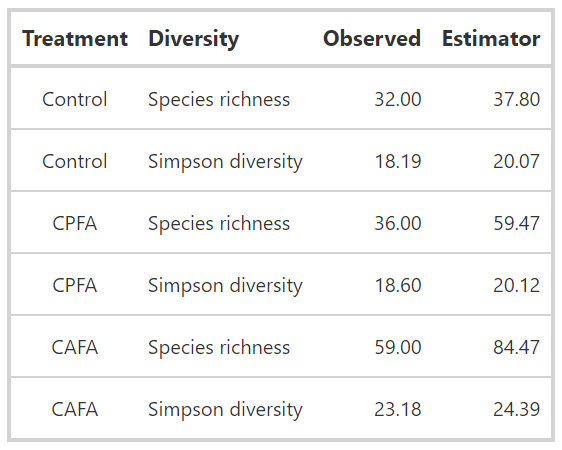 Treatment Diversity Observed Estimator
Control Species richness 32.00 37.80
Control Simpson diversity 18.19 20.07
CPFA Species richness 36.00 59.47
CPFA Simpson diversity 18.60 20.12
CAFA Species richness 59.00 84.47
CAFA Simpson diversity 23.18 24.39